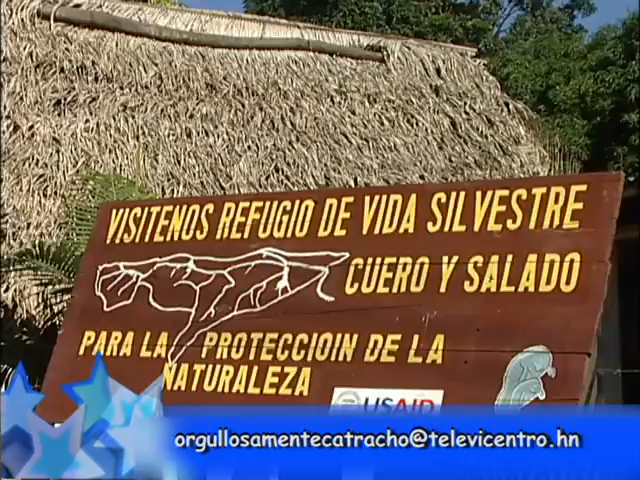 VISITENOS REFUGIO DE VIDA SILVESTRE
CUERO Y SALADO
PARA LA PROTECCIOIN DE LA
NATURALEZA
USAID
orgullosamentecatracho@televicentro.hn